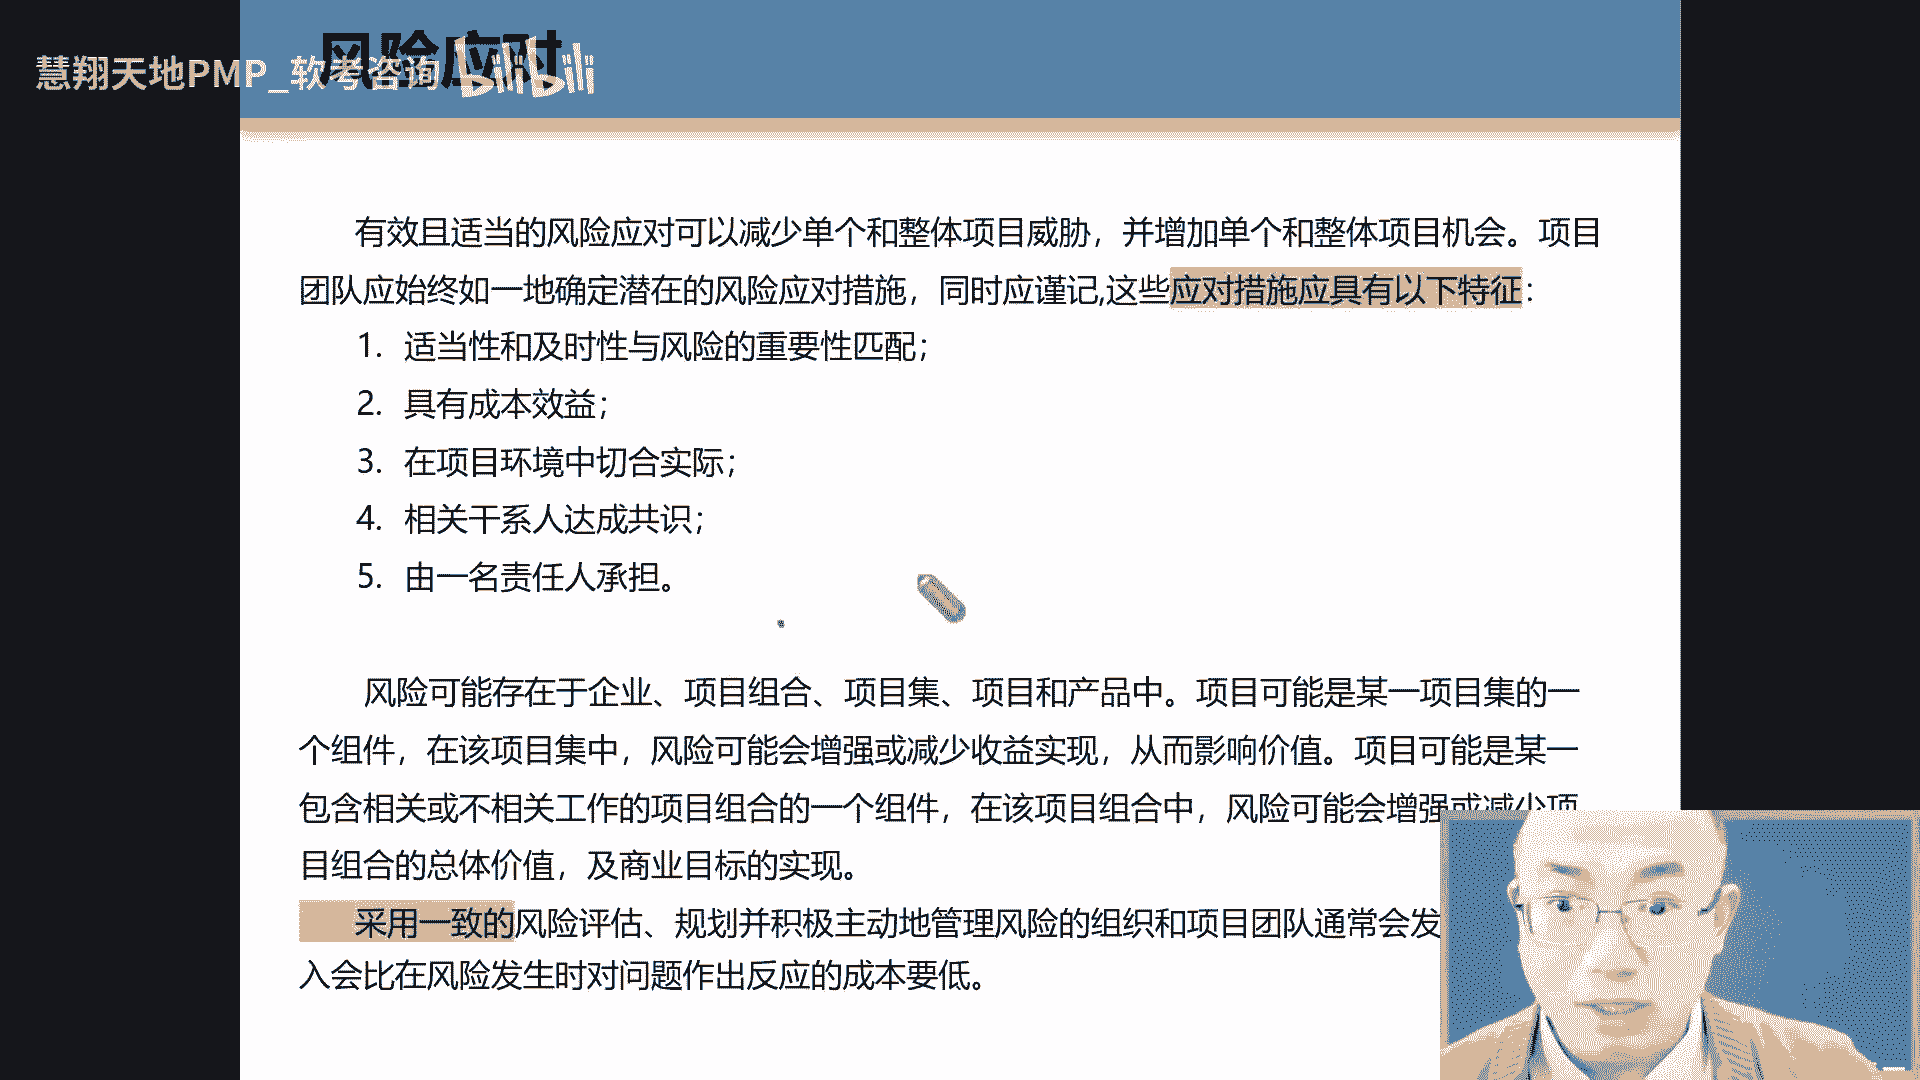 风险应对
慧翔天地PMP_软考咨询 bilibili
有效且适当的风险应对可以减少单个和整体项目威胁，并增加单个和整体项目机会。项目
团队应始终如一地确定潜在的风险应对措施，同时应谨记,这些应对措施应具有以下特征：
1. 适当性和及时性与风险的重要性匹配；
2. 具有成本效益；
3. 在项目环境中切合实际；
4. 相关干系人达成共识；
5. 由一名责任人承担。
风险可能存在于企业、项目组合、项目集、项目和产品中。项目可能是某一项目集的一
个组件，在该项目集中，风险可能会增强或减少收益实现，从而影响价值。项目可能是某一
包含相关或不相关工作的项目组合的一个组件，在该项目组合中，风险可能会增强或减少项
目组合的总体价值，及商业目标的实现。
采用一致的风险评估、规划并积极主动地管理风险的组织和项目团队通常会发
入会比在风险发生时对问题作出反应的成本要低。